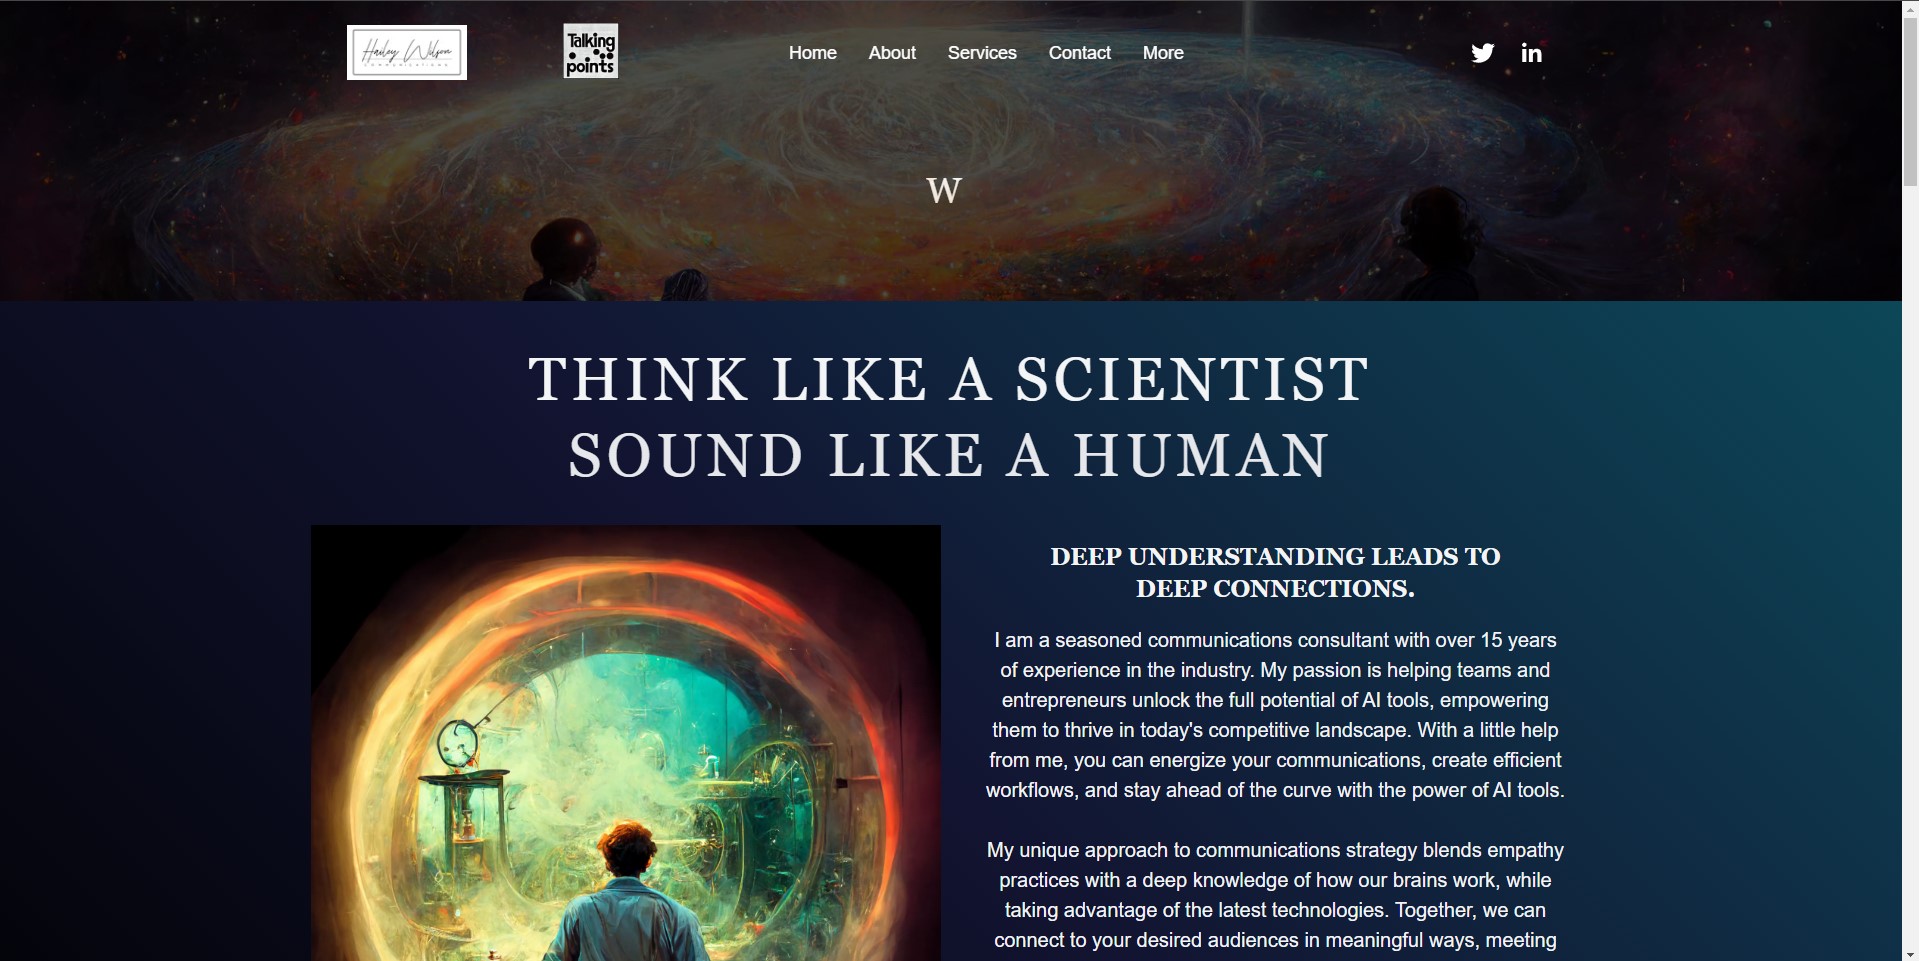 Hailey Wilson
COMMUNICATIONS
Talking
points
Home About Services Contact More
in
W
THINK LIKE A SCIENTIST
SOUND LIKE A HUMAN
DEEP UNDERSTANDING LEADS TO
DEEP CONNECTIONS.
I am a seasoned communications consultant with over 15 years
of experience in the industry. My passion is helping teams and
entrepreneurs unlock the full potential of AI tools, empowering
them to thrive in today's competitive landscape. With a little help
from me, you can energize your communications, create efficient
workflows, and stay ahead of the curve with the power of AI tools.
My unique approach to communications strategy blends empathy
practices with a deep knowledge of how our brains work, while
taking advantage of the latest technologies. Together, we can
connect to your desired audiences in meaningful ways, meeting